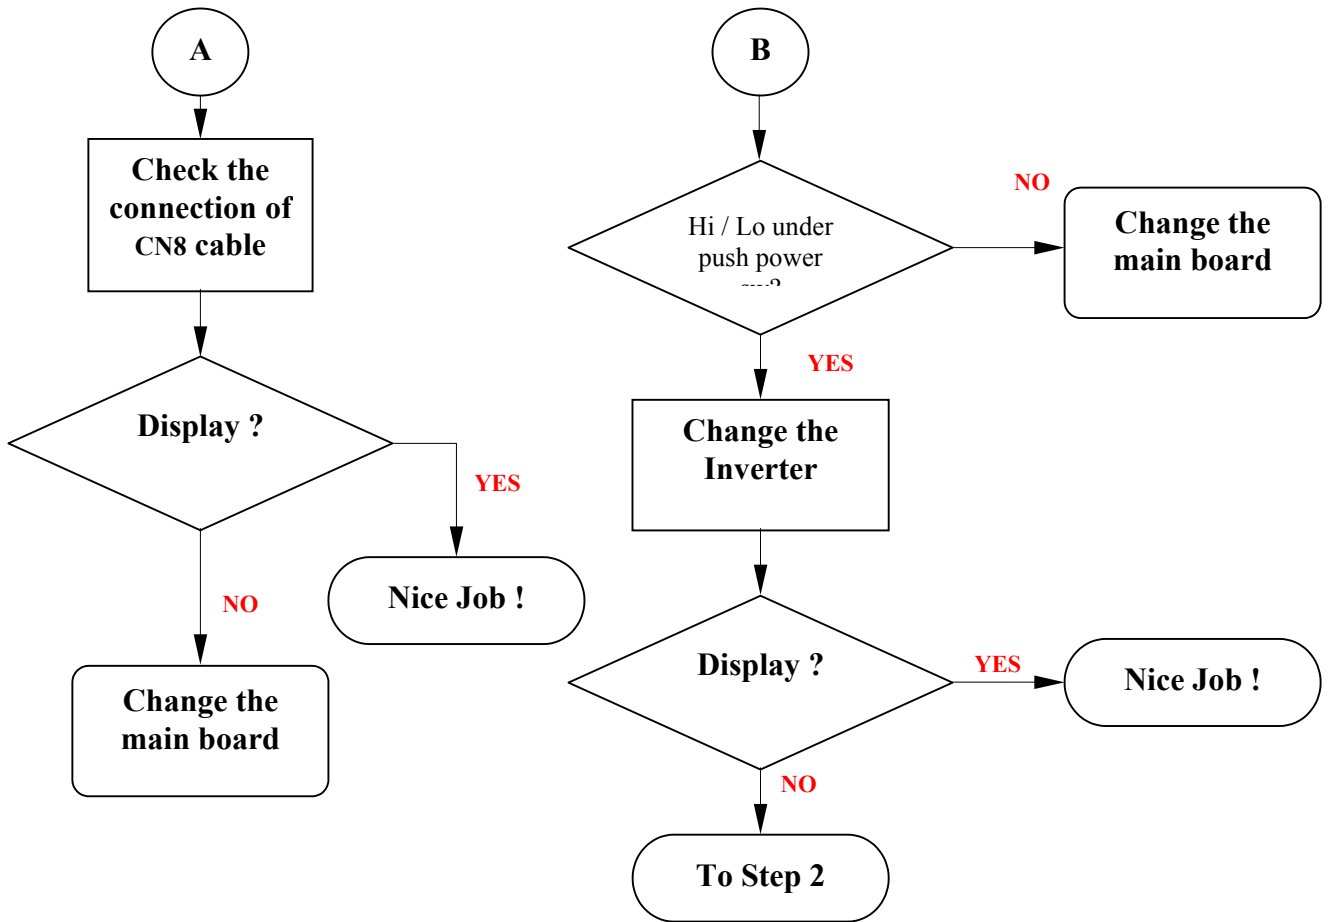 A
Check the
connection of
CN8 cable
Display ?
YES
Nice Job !
NO
Change the
main board
B
Hi / Lo under
push power
NO
Change the
main board
YES
Change the
Inverter
Display ?
YES
Nice Job !
NO
To Step 2